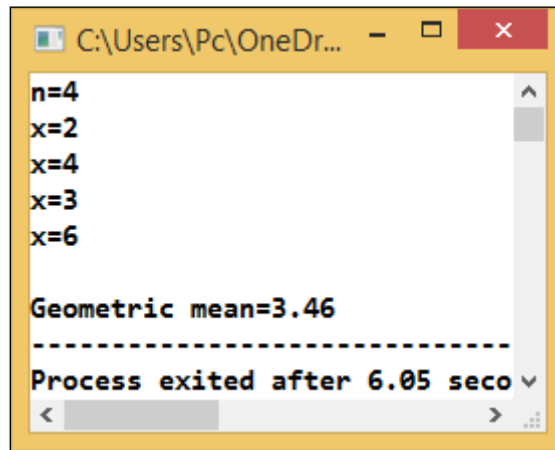 C:\Users\Pc\OneDr...
n=4
x=2
x=4
x=3
x=6
Geometric mean=3.46
------------------------------
Process exited after 6.05 seco